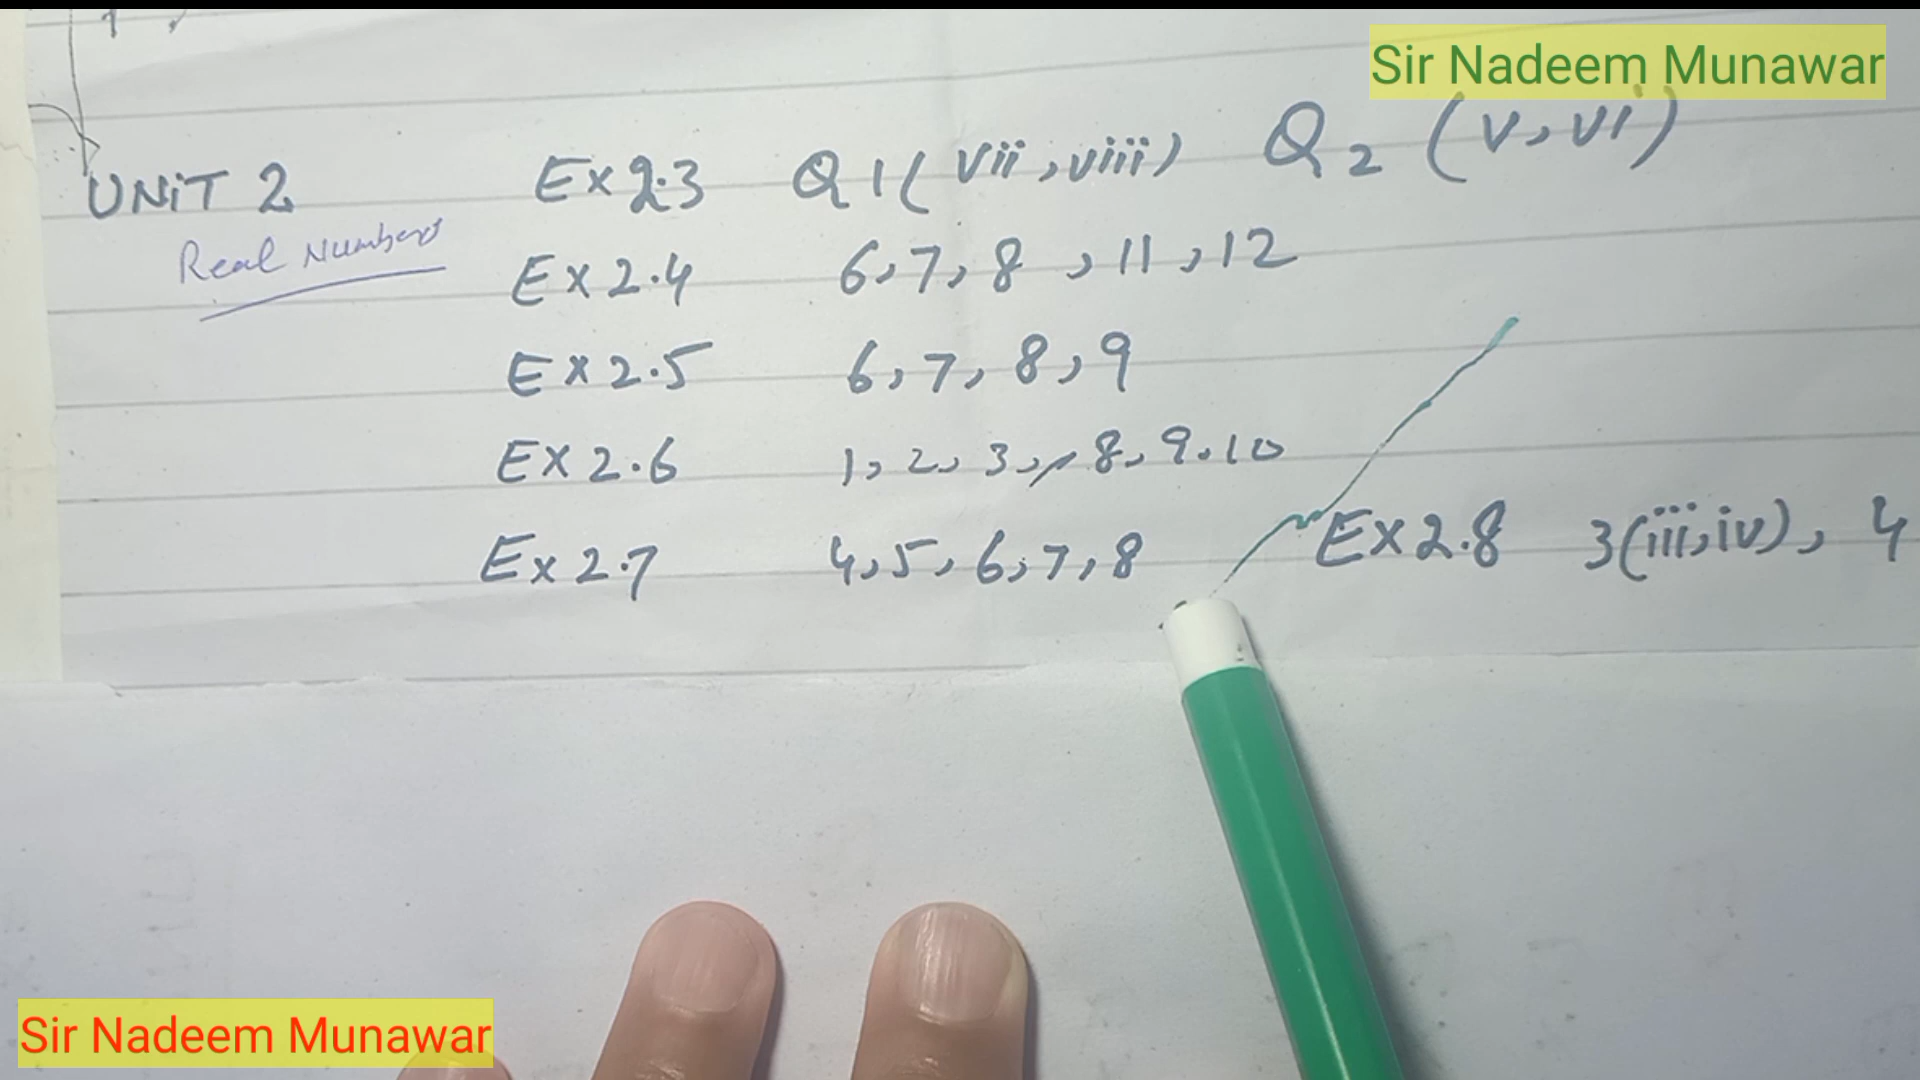 Sir Nadeem Munawar
UNiT 2 Ex 2.3 Q1(vii,viii) Q2 (v,vi)
Real Numbers
Ex 2.4 6,7,8,11,12
Ex 2.5 6,7,8,9
Ex 2.6 1,2,3,,8,9,10
Ex 2.7 4,5,6,7,8 Ex 2.8 3(iii,iv), 4
Sir Nadeem Munawar